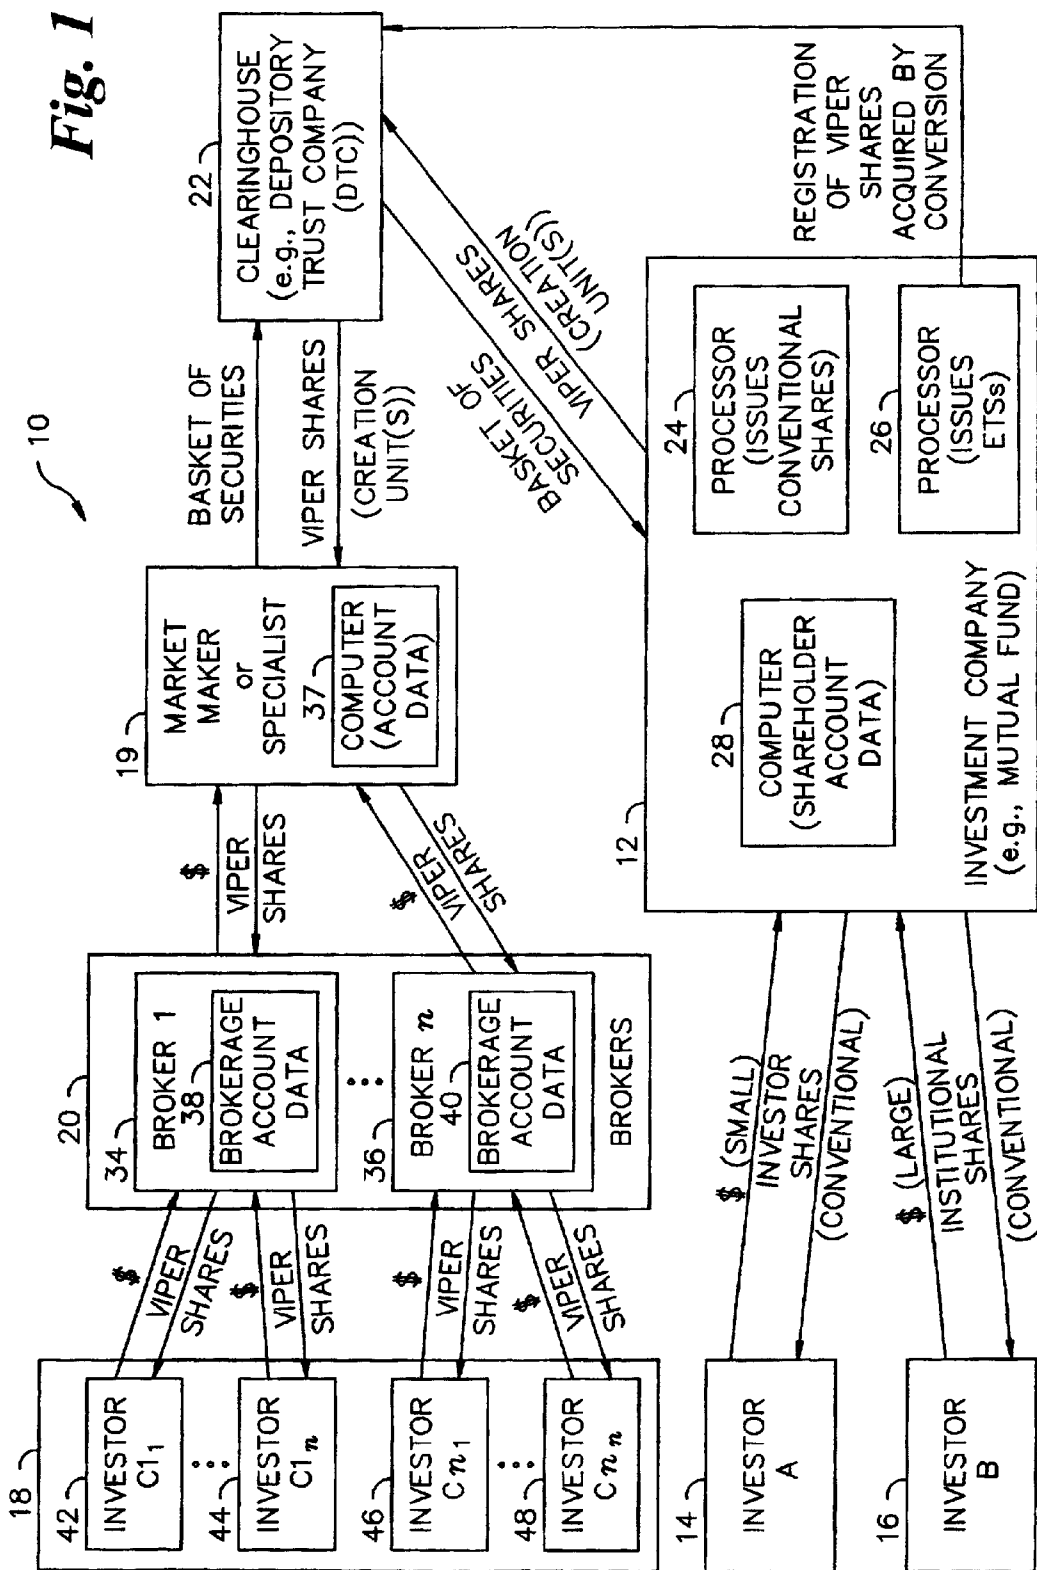 Fig. 1
10
18
42
INVESTOR
C1₁
44
INVESTOR
C1ₙ
46
INVESTOR
Cn₁
48
INVESTOR
Cnₙ
$
VIPER
SHARES
$
VIPER
SHARES
$
VIPER
SHARES
$
VIPER
SHARES
20
34
BROKER 1
38
BROKERAGE
ACCOUNT
DATA
36
BROKER n
40
BROKERAGE
ACCOUNT
DATA
BROKERS
$
VIPER
SHARES
$
VIPER
SHARES
19
MARKET
MAKER
or
SPECIALIST
37
COMPUTER
(ACCOUNT
DATA)
BASKET OF
SECURITIES
VIPER SHARES
(CREATION
UNIT(S))
22
CLEARINGHOUSE
(e.g., DEPOSITORY
TRUST COMPANY
(DTC))
BASKET OF
SECURITIES
VIPER SHARES
(CREATION
UNIT(S))
REGISTRATION
OF VIPER
SHARES
ACQUIRED BY
CONVERSION
14
INVESTOR
A
16
INVESTOR
B
$ (SMALL)
INVESTOR
SHARES
(CONVENTIONAL)
$ (LARGE)
INSTITUTIONAL
SHARES
(CONVENTIONAL)
12
28
COMPUTER
(SHAREHOLDER
ACCOUNT
DATA)
24
PROCESSOR
(ISSUES
CONVENTIONAL
SHARES)
26
PROCESSOR
(ISSUES
ETSs)
INVESTMENT COMPANY
(e.g., MUTUAL FUND)